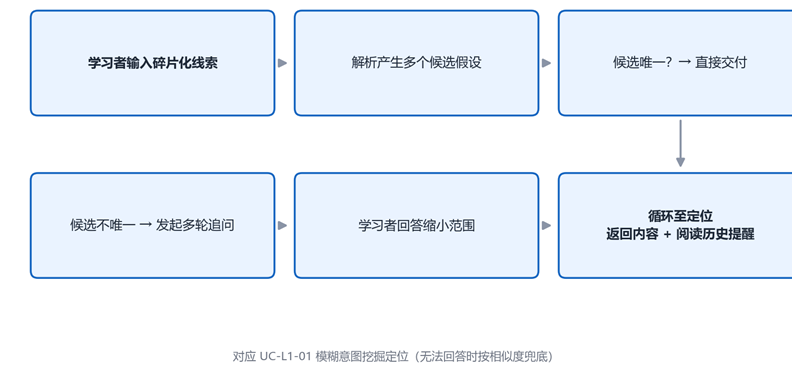 学习者输入碎片化线索
解析产生多个候选假设
候选唯一? → 直接交付
候选不唯一 → 发起多轮追问
学习者回答缩小范围
循环至定位
返回内容 + 阅读历史提醒
对应 UC-L1-01 模糊意图挖掘定位（无法回答时按相似度兜底）